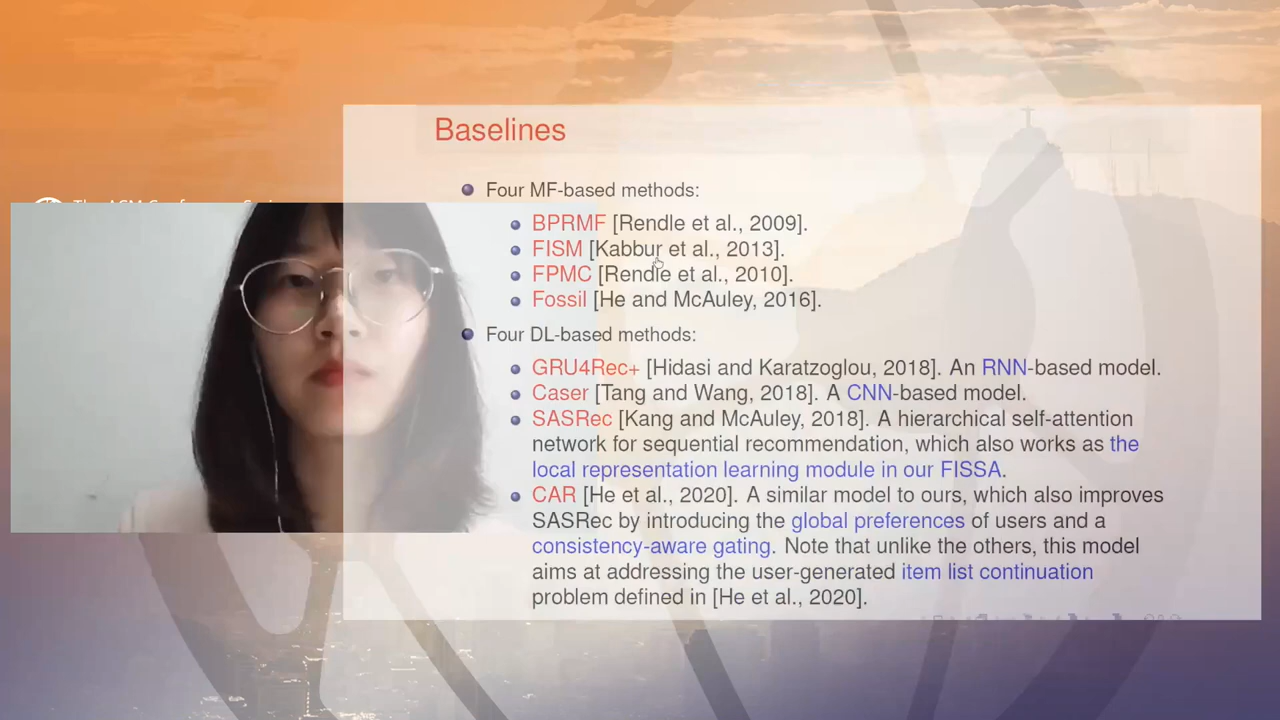 Baselines
Four MF-based methods:
BPRMF [Rendle et al., 2009].
FISM [Kabbur et al., 2013].
FPMC [Rendle et al., 2010].
Fossil [He and McAuley, 2016].
Four DL-based methods:
GRU4Rec+ [Hidasi and Karatzoglou, 2018]. An RNN-based model.
Caser [Tang and Wang, 2018]. A CNN-based model.
SASRec [Kang and McAuley, 2018]. A hierarchical self-attention
network for sequential recommendation, which also works as the
local representation learning module in our FISSA.
CAR [He et al., 2020]. A similar model to ours, which also improves
SASRec by introducing the global preferences of users and a
consistency-aware gating. Note that unlike the others, this model
aims at addressing the user-generated item list continuation
problem defined in [He et al., 2020].